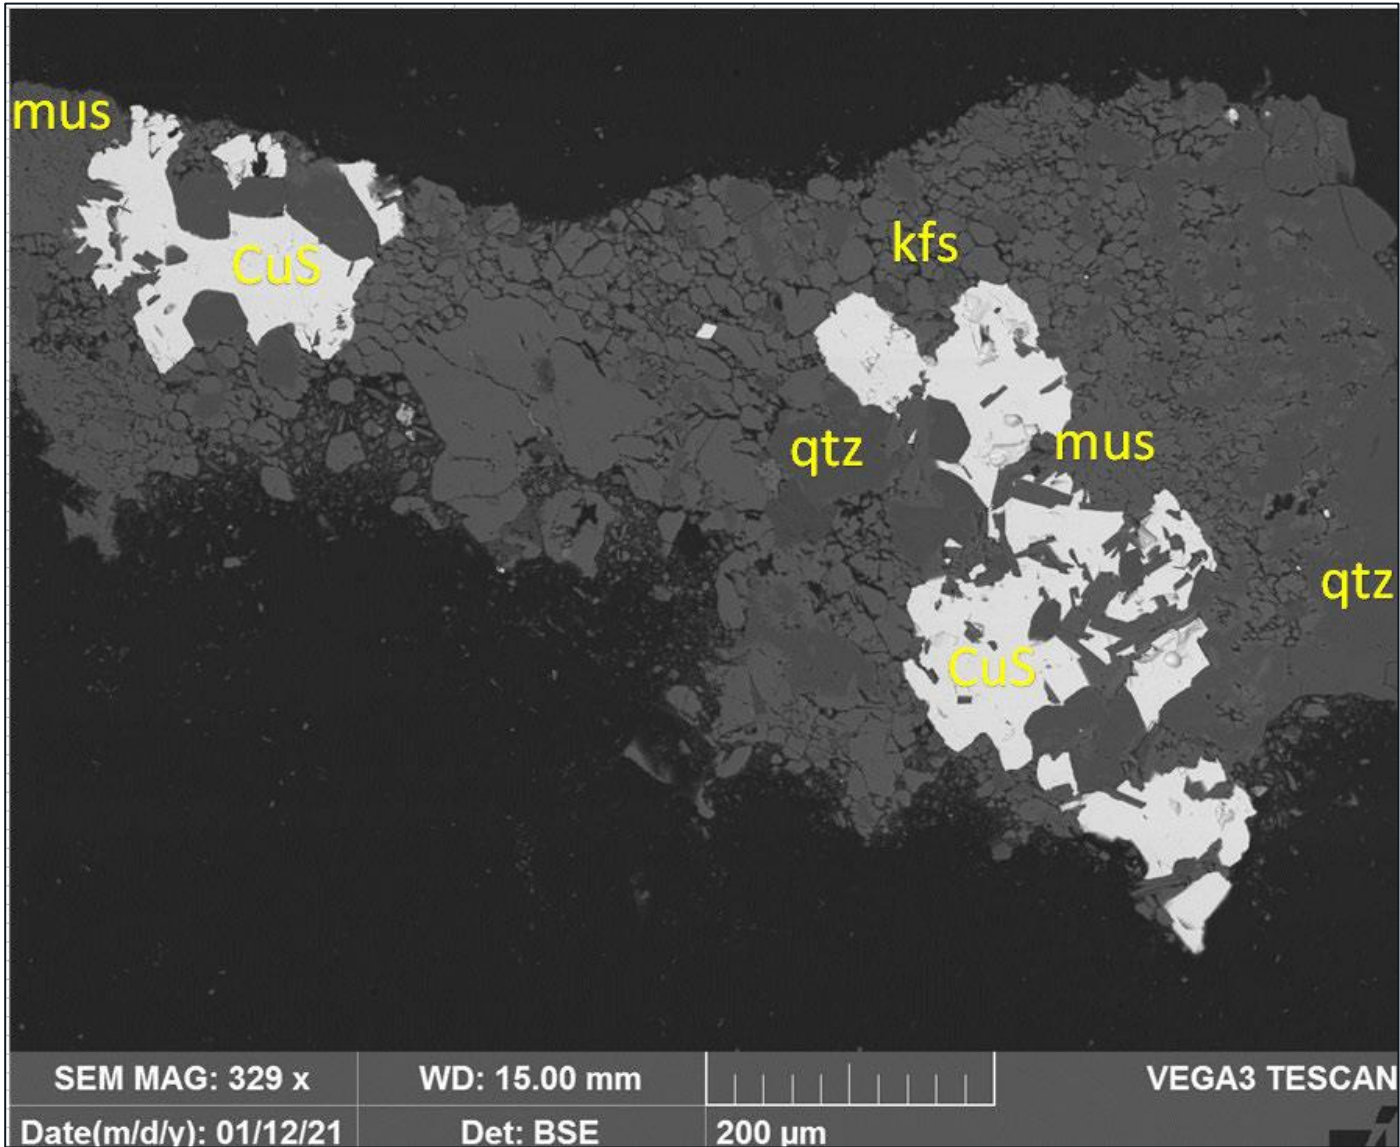 mus
CuS
kfs
qtz
mus
qtz
CuS
SEM MAG: 329 x
WD: 15.00 mm
VEGA3 TESCAN
Date(m/d/y): 01/12/21
Det: BSE
200 µm